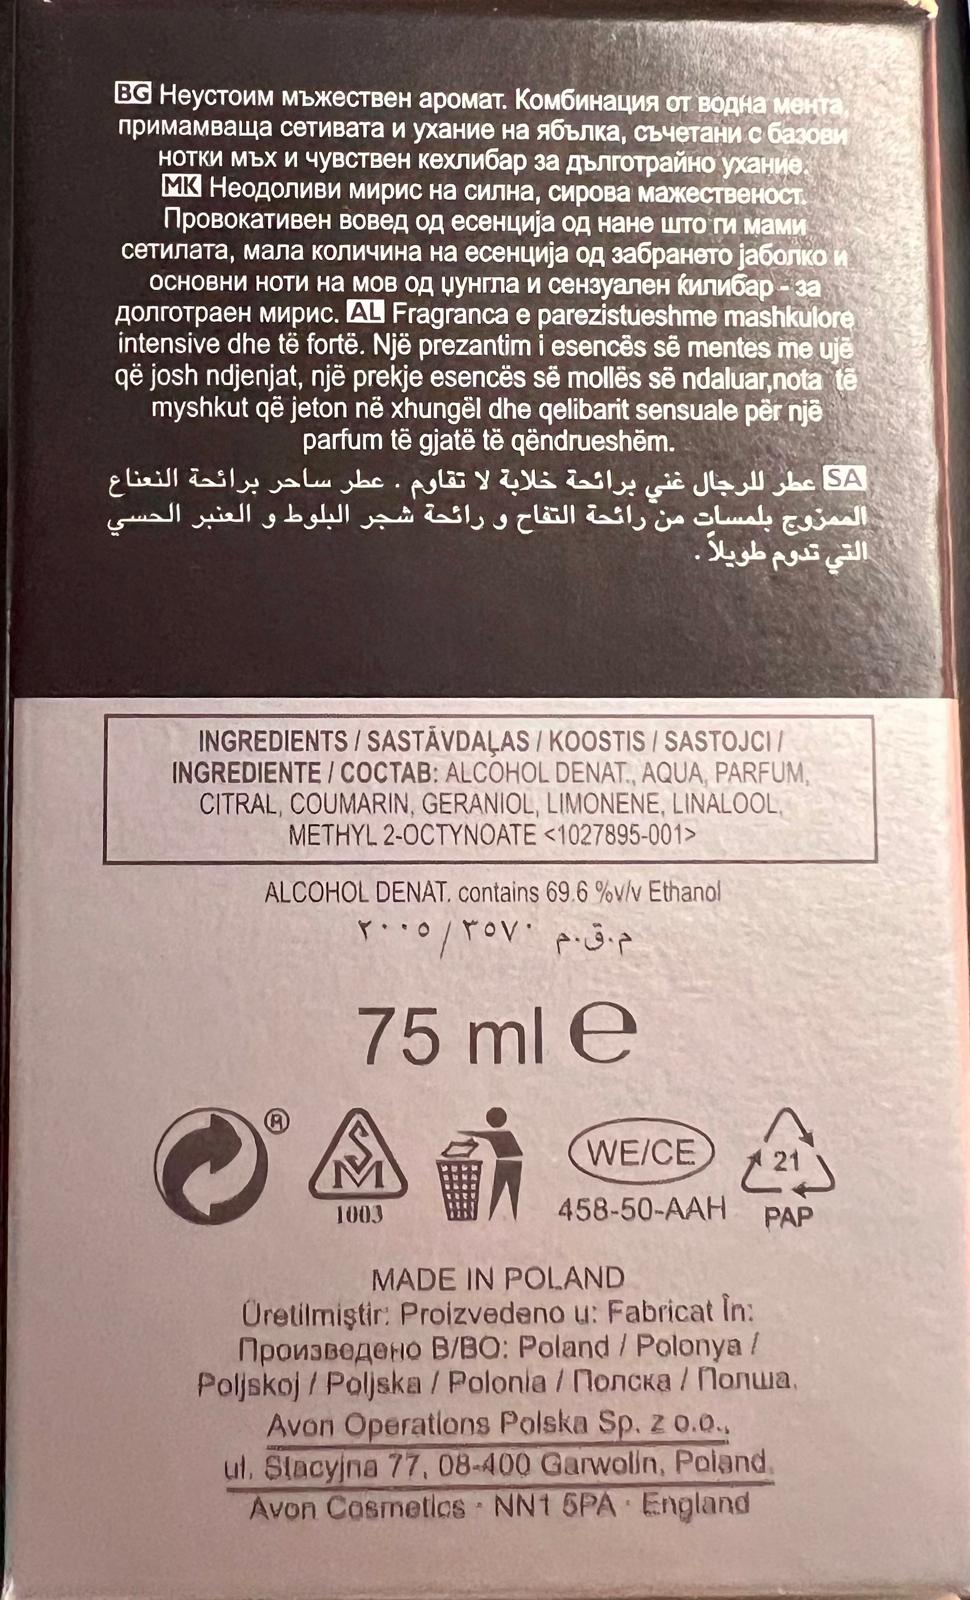 BG Неустоим мъжествен аромат. Комбинация от водна мента,
примамваща сетивата и ухание на ябълка, съчетани с базови
нотки мъх и чувствен кехлибар за дълготрайно ухание.
MK Неодоливи мирис на силна, сирова мажественост.
Провокативен вовед од есенција од нане што ги мами
сетилата, мала количина на есенција од забрането јаболко и
основни ноти на мов од џунгла и сензуален ќилибар - за
долготраен мирис. AL Fragranca e parezistueshme mashkulore
intensive dhe të fortë. Një prezantim i esencës së mentes me ujë
që josh ndjenjat, një prekje esencës së mollës së ndaluar,nota të
myshkut që jeton në xhungël dhe qelibarit sensuale për një
parfum të gjatë të qëndrueshëm.
SA عطر للرجال غني برائحة خلابة لا تقاوم . عطر ساحر برائحة النعناع
الممزوج بلمسات من رائحة التفاح و رائحة شجر البلوط و العنبر الحسي
التي تدوم طويلاً .
INGREDIENTS / SASTĀVDAĻAS / KOOSTIS / SASTOJCI /
INGREDIENTE / СОСТАВ: ALCOHOL DENAT., AQUA, PARFUM,
CITRAL, COUMARIN, GERANIOL, LIMONENE, LINALOOL,
METHYL 2-OCTYNOATE <1027895-001>
ALCOHOL DENAT. contains 69.6 %v/v Ethanol
م.ق.م ٣٥٧٠ / ٢٠٠٥
75 ml e
®
SM
1003
WE/CE
458-50-AAH
21
PAP
MADE IN POLAND
Üretilmiştir: Proizvedeno u: Fabricat În:
Произведено В/ВО: Poland / Polonya /
Poljskoj / Poljska / Polonia / Полска / Полша.
Avon Operations Polska Sp. z o.o.,
ul. Stacyjna 77, 08-400 Garwolin, Poland
Avon Cosmetics · NN1 5PA · England